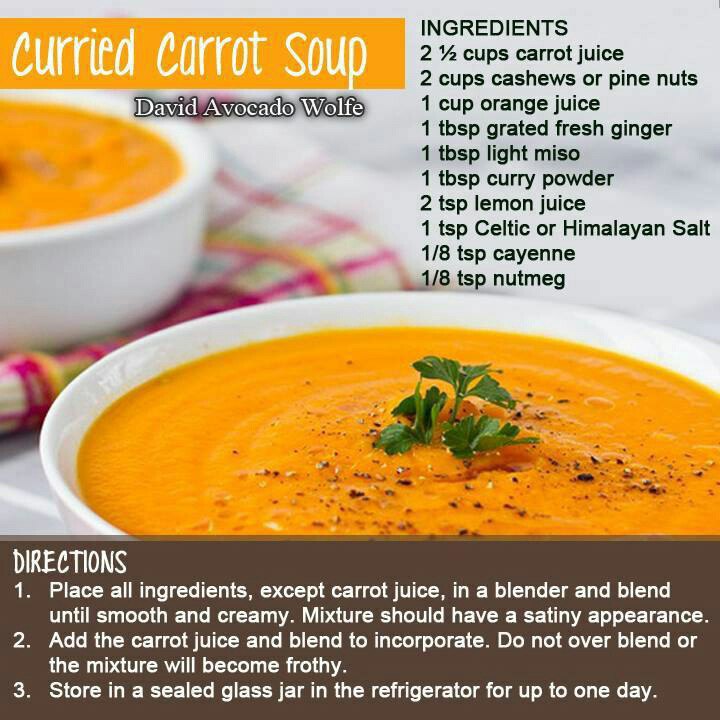 Curried Carrot Soup
David Avocado Wolfe
INGREDIENTS
2 ½ cups carrot juice
2 cups cashews or pine nuts
1 cup orange juice
1 tbsp grated fresh ginger
1 tbsp light miso
1 tbsp curry powder
2 tsp lemon juice
1 tsp Celtic or Himalayan Salt
1/8 tsp cayenne
1/8 tsp nutmeg
DIRECTIONS
1. Place all ingredients, except carrot juice, in a blender and blend
until smooth and creamy. Mixture should have a satiny appearance.
2. Add the carrot juice and blend to incorporate. Do not over blend or
the mixture will become frothy.
3. Store in a sealed glass jar in the refrigerator for up to one day.